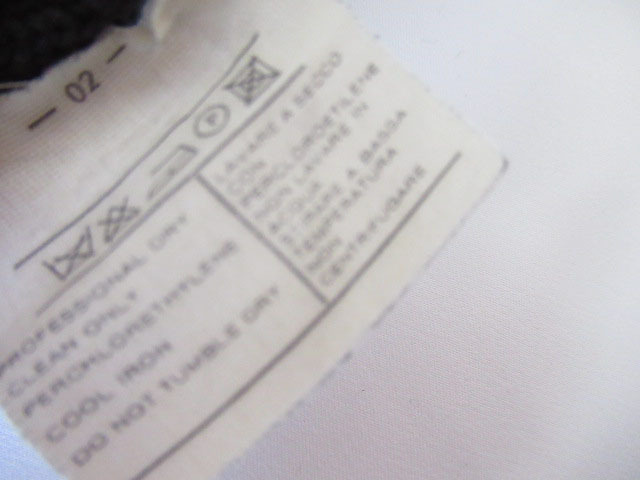 - 02 -
P
PROFESSIONAL DRY
CLEAN ONLY
PERCHLORETHYLENE
COOL IRON
DO NOT TUMBLE DRY
LAVARE A SECCO
CON
PERCLOROETILENE
NON LAVARE IN
ACQUA
STIRARE A BASSA
TEMPERATURA
NON
CENTRIFUGARE